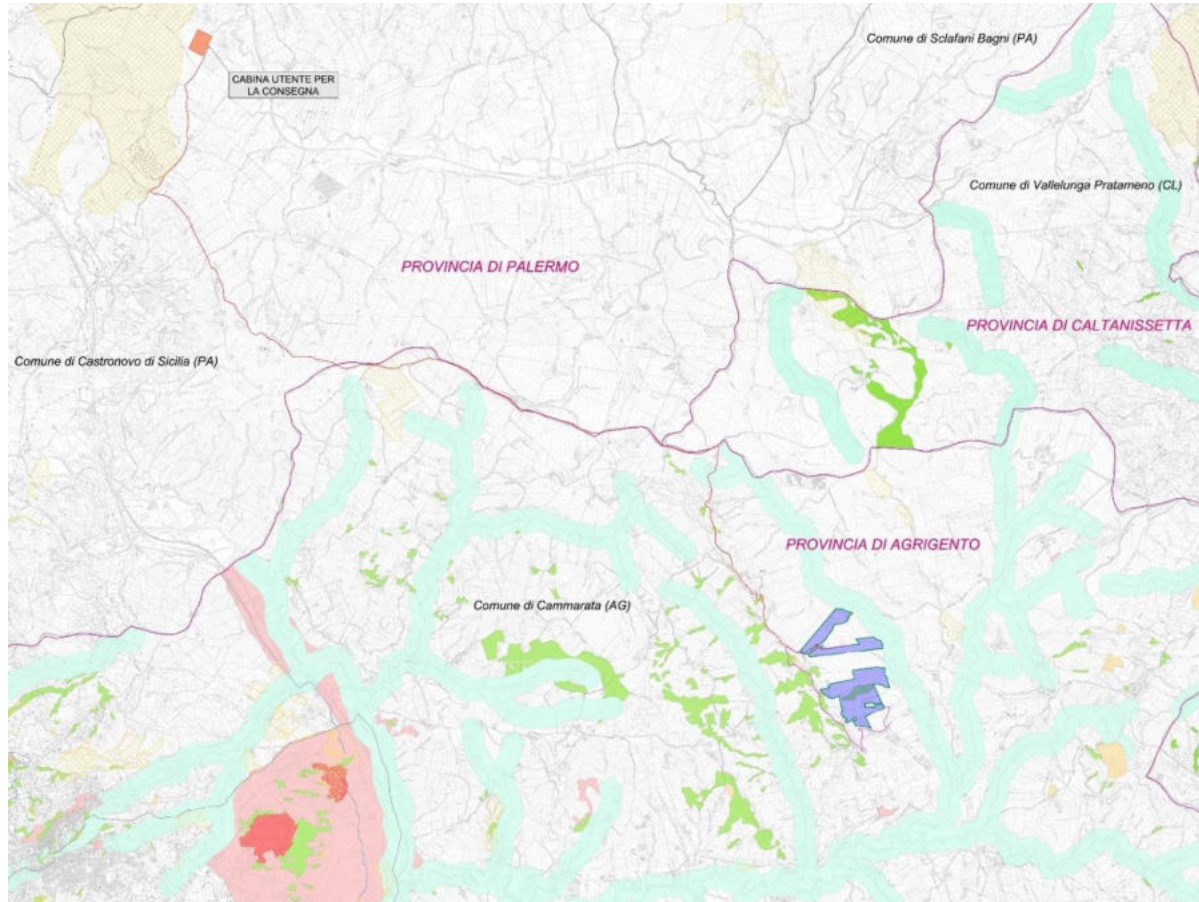 Comune di Sclafani Bagni (PA)
CABINA UTENTE PER
LA CONSEGNA
Comune di Vallelunga Pratameno (CL)
PROVINCIA DI PALERMO
PROVINCIA DI CALTANISSETTA
Comune di Castronovo di Sicilia (PA)
PROVINCIA DI AGRIGENTO
Comune di Cammarata (AG)